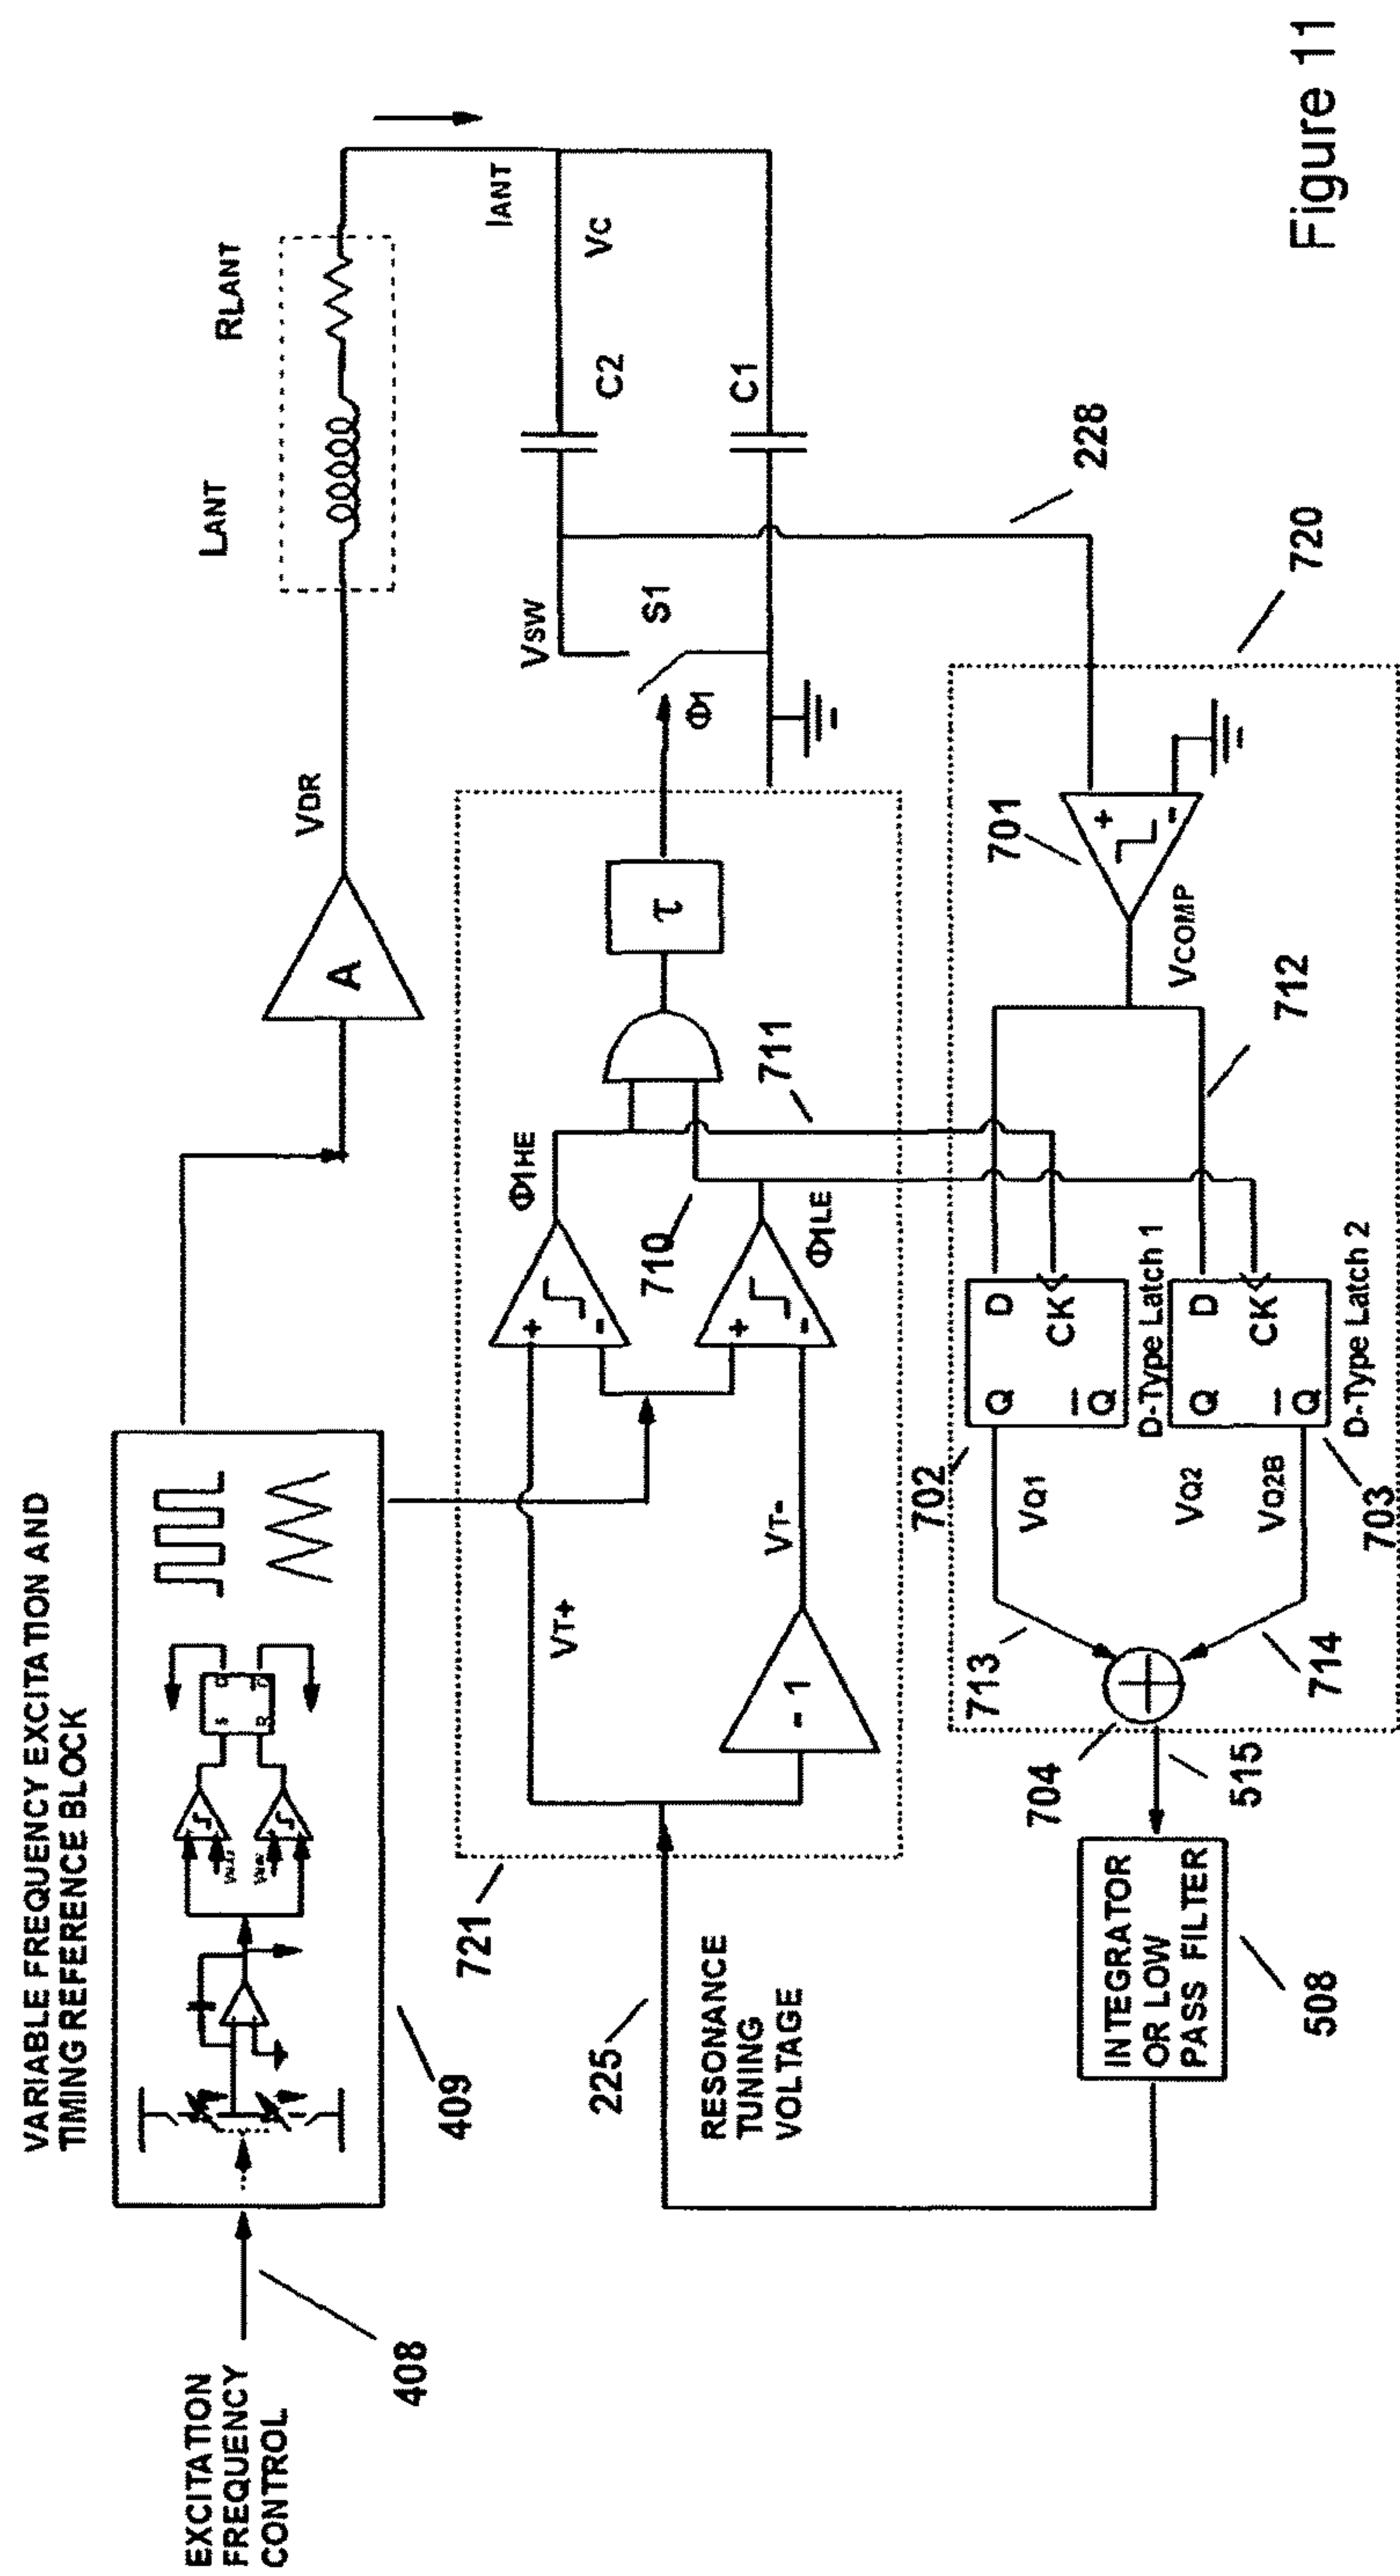 VARIABLE FREQUENCY EXCITATION AND
TIMING REFERENCE BLOCK
EXCITATION
FREQUENCY
CONTROL
408
409
S
R
Q
Q
A
VDR
LANT
RLANT
IANT
VC
C2
C1
VSW
S1
Φ1
228
721
225
RESONANCE
TUNING
VOLTAGE
VT+
VT-
- 1
+
-
+
-
Φ1HE
Φ1LE
710
711
τ
720
701
+
-
VCOMP
712
D
CK
Q
Q
D-Type Latch 1
702
D
CK
Q
Q
D-Type Latch 2
703
VQ1
VQ2
VQ2B
713
714
704
515
INTEGRATOR
OR LOW
PASS FILTER
508
Figure 11